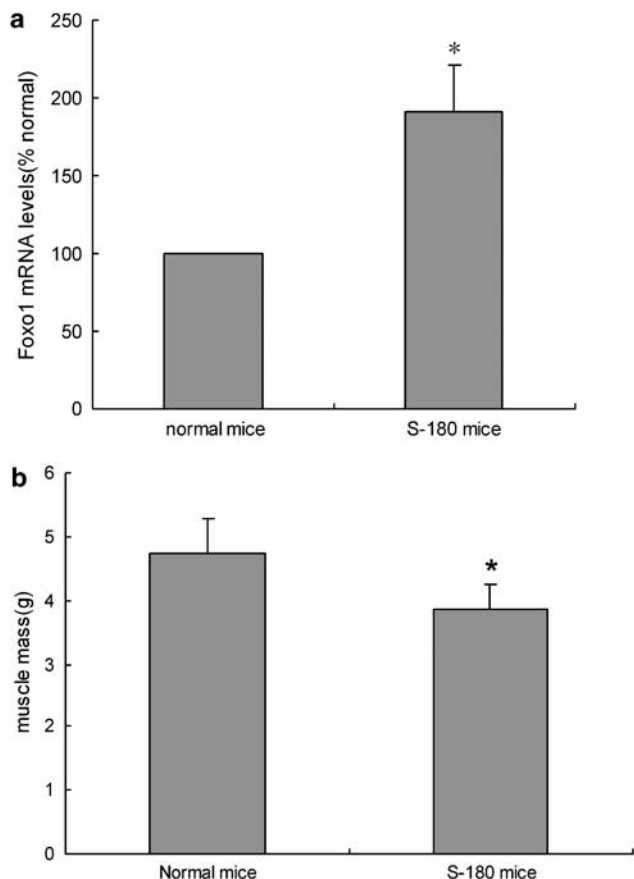 a
Foxo1 mRNA levels(% normal)
250
200
150
100
50
0
*
normal mice
S-180 mice
b
muscle mass(g)
6
5
4
3
2
1
0
*
Normal mice
S-180 mice